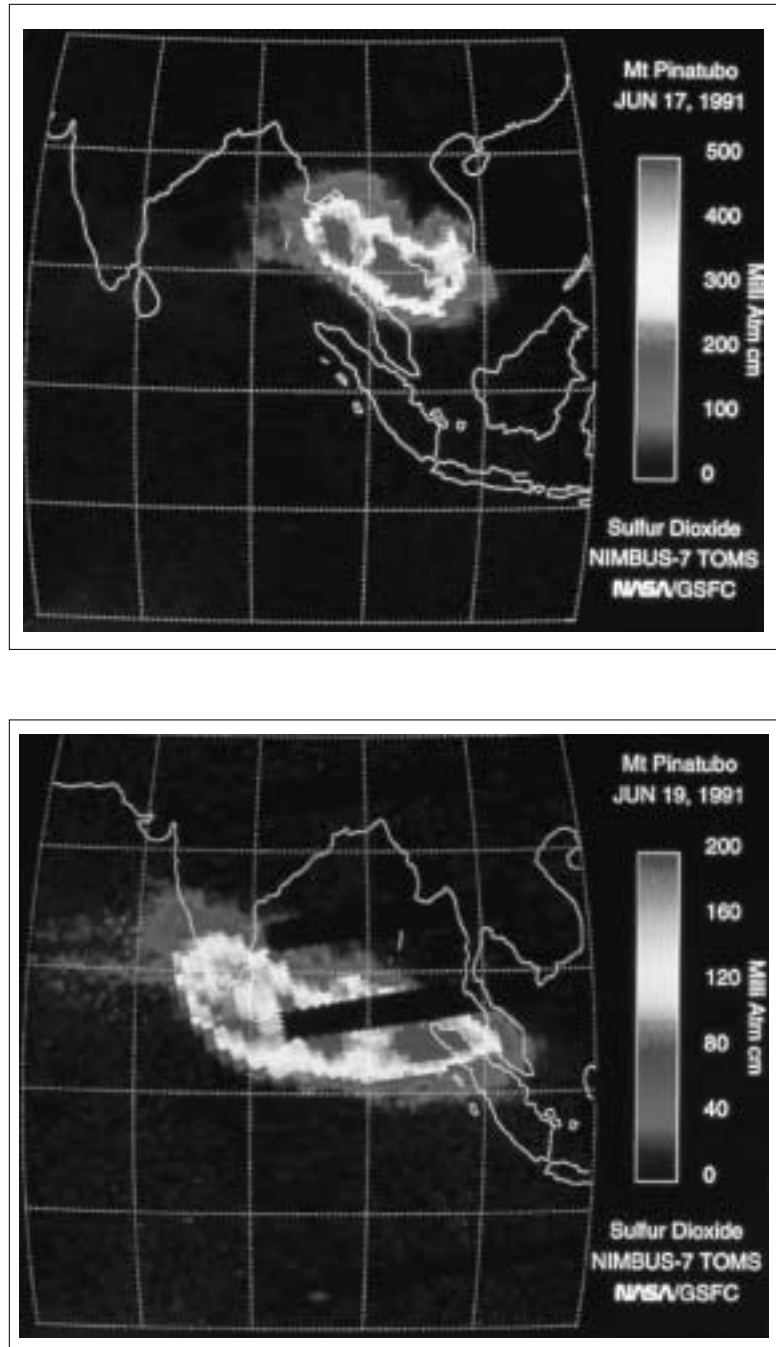 Mt Pinatubo
JUN 17, 1991
500
400
300
200
100
0
Milli Atm cm
Sulfur Dioxide
NIMBUS-7 TOMS
NASA/GSFC
Mt Pinatubo
JUN 19, 1991
200
160
120
80
40
0
Milli Atm cm
Sulfur Dioxide
NIMBUS-7 TOMS
NASA/GSFC